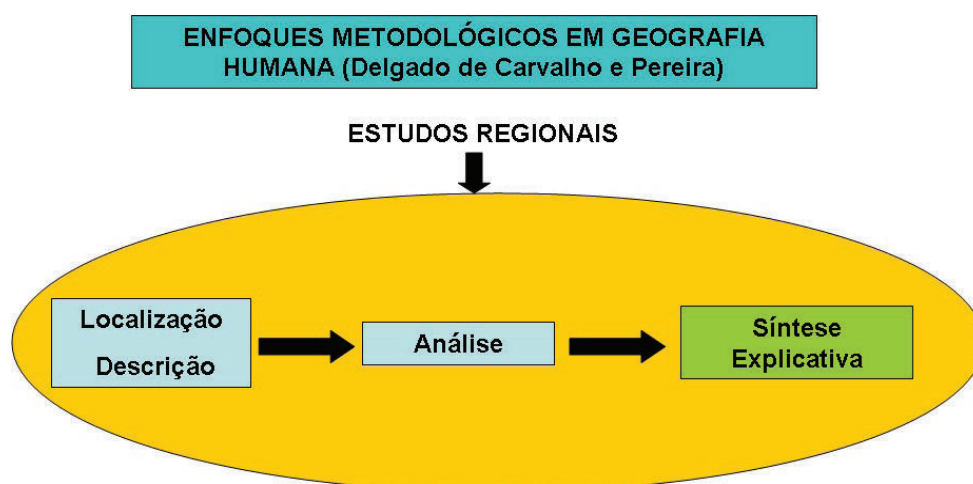 ENFOQUES METODOLÓGICOS EM GEOGRAFIA
HUMANA (Delgado de Carvalho e Pereira)
ESTUDOS REGIONAIS
Localização
Descrição
Análise
Síntese
Explicativa